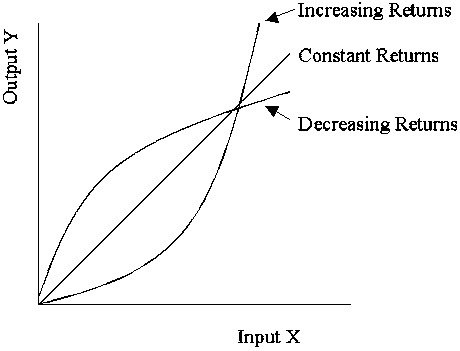 Increasing Returns
Constant Returns
Decreasing Returns
Output Y
Input X